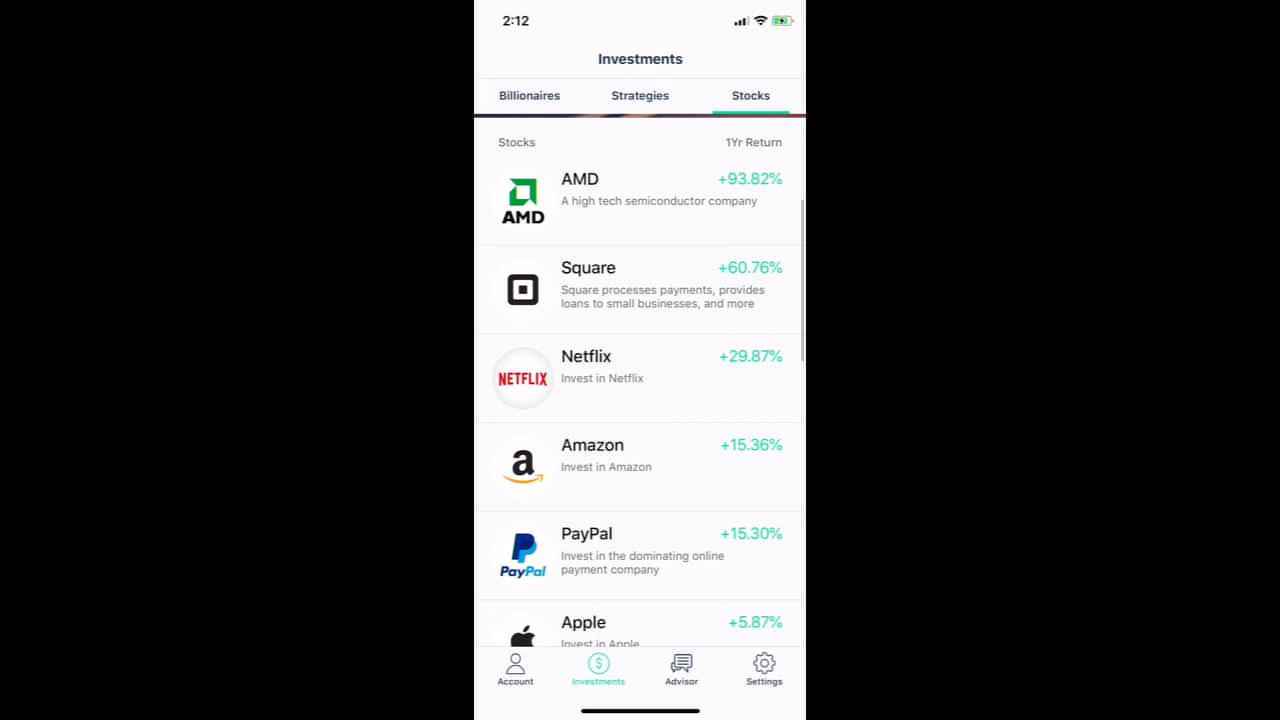 2:12
Investments
Billionaires Strategies Stocks
Stocks 1Yr Return
AMD +93.82%
A high tech semiconductor company
AMD
Square +60.76%
Square processes payments, provides
loans to small businesses, and more
Netflix +29.87%
NETFLIX Invest in Netflix
Amazon +15.36%
a Invest in Amazon
PayPal +15.30%
Invest in the dominating online
PayPal payment company
Apple +5.87%
Invest in Apple
$
Account Investments Advisor Settings